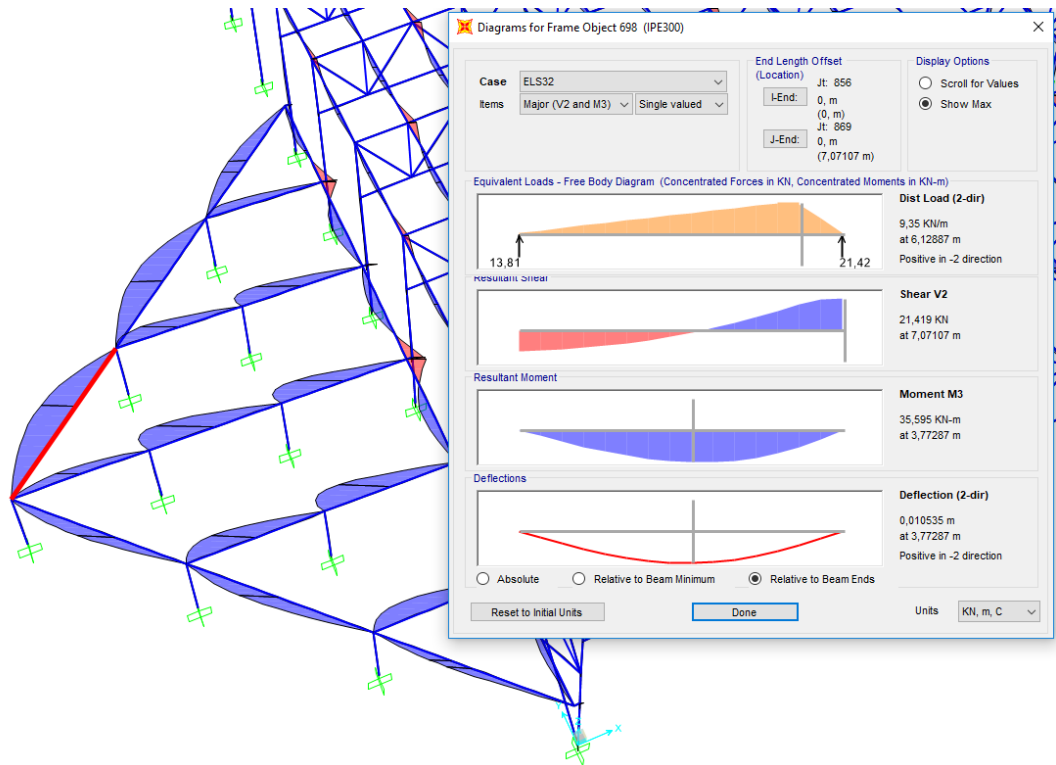 Diagrams for Frame Object 698 (IPE300)
Case ELS32
Items Major (V2 and M3) Single valued
End Length Offset
(Location)
Jt: 856
I-End: 0, m
(0, m)
Jt: 869
J-End: 0, m
(7,07107 m)
Display Options
Scroll for Values
Show Max
Equivalent Loads - Free Body Diagram (Concentrated Forces in KN, Concentrated Moments in KN-m)
13,81
21,42
Dist Load (2-dir)
9,35 KN/m
at 6,12887 m
Positive in -2 direction
Resultant Shear
Shear V2
21,419 KN
at 7,07107 m
Resultant Moment
Moment M3
35,595 KN-m
at 3,77287 m
Deflections
Deflection (2-dir)
0,010535 m
at 3,77287 m
Positive in -2 direction
Absolute Relative to Beam Minimum Relative to Beam Ends
Reset to Initial Units Done Units KN, m, C
Y Z X